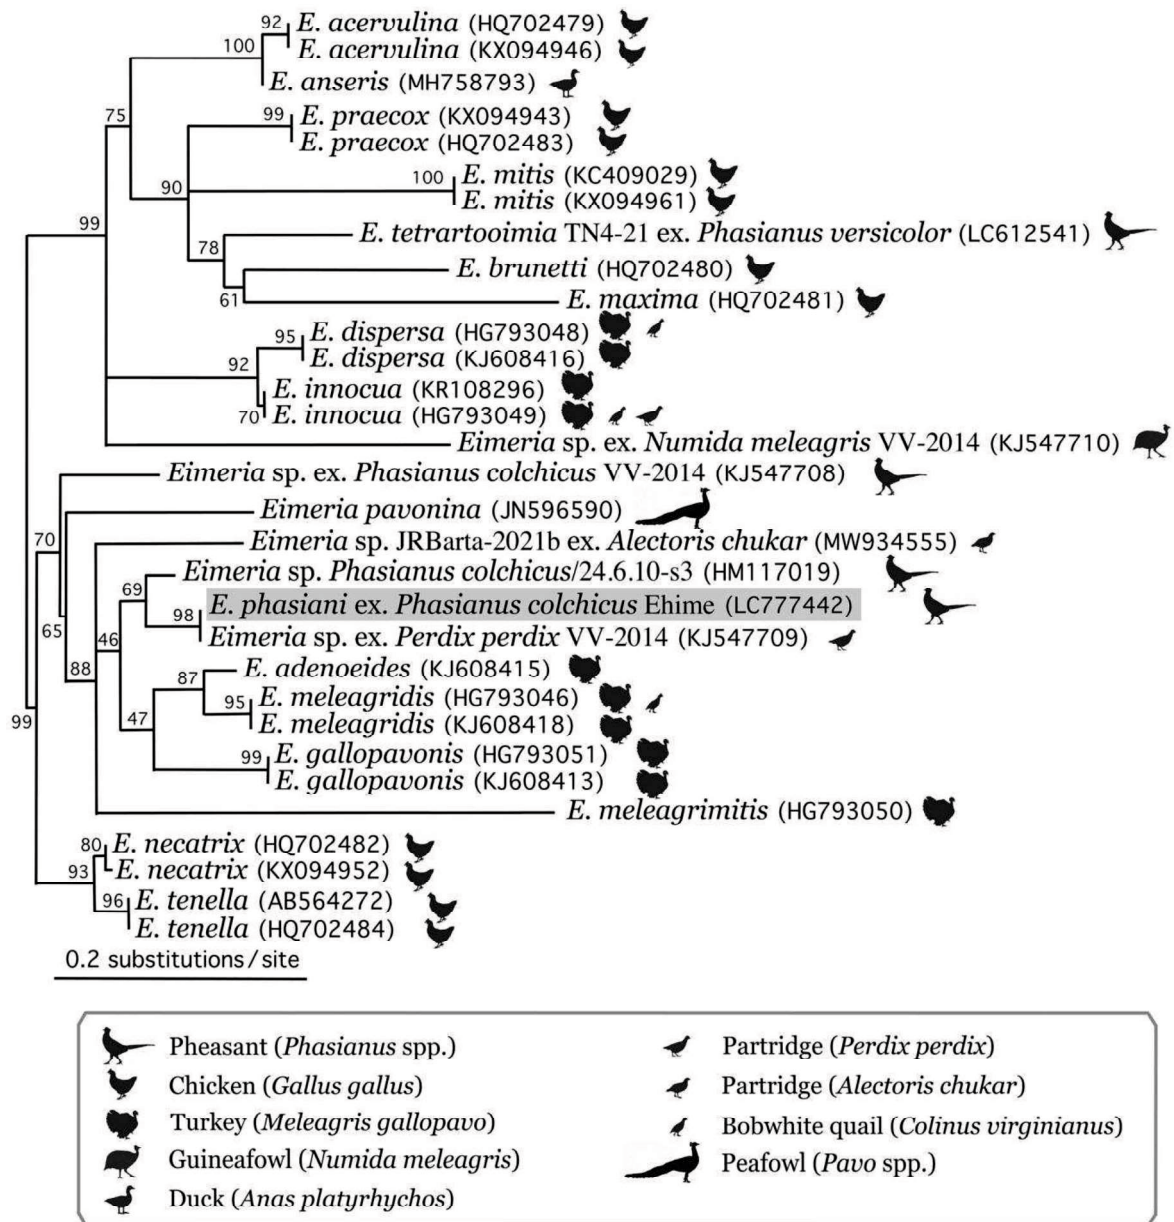 92 E. acervulina (HQ702479)
100 E. acervulina (KX094946)
E. anseris (MH758793)
75
99 E. praecox (KX094943)
E. praecox (HQ702483)
90 100 E. mitis (KC409029)
E. mitis (KX094961)
99
78 E. tetrartooimia TN4-21 ex. Phasianus versicolor (LC612541)
E. brunetti (HQ702480)
61 E. maxima (HQ702481)
95 E. dispersa (HG793048)
E. dispersa (KJ608416)
92
E. innocua (KR108296)
70 E. innocua (HG793049)
Eimeria sp. ex. Numida meleagris VV-2014 (KJ547710)
Eimeria sp. ex. Phasianus colchicus VV-2014 (KJ547708)
Eimeria pavonina (JN596590)
70 Eimeria sp. JRBarta-2021b ex. Alectoris chukar (MW934555)
Eimeria sp. Phasianus colchicus/24.6.10-s3 (HM117019)
69
E. phasiani ex. Phasianus colchicus Ehime (LC777442)
98
65 46 Eimeria sp. ex. Perdix perdix VV-2014 (KJ547709)
88 E. adenoeides (KJ608415)
87
95 E. meleagridis (HG793046)
99 47 E. meleagridis (KJ608418)
99 E. gallopavonis (HG793051)
E. gallopavonis (KJ608413)
E. meleagrimitis (HG793050)
80 E. necatrix (HQ702482)
93 E. necatrix (KX094952)
96 E. tenella (AB564272)
E. tenella (HQ702484)
0.2 substitutions/site
Pheasant (Phasianus spp.)
Chicken (Gallus gallus)
Turkey (Meleagris gallopavo)
Guineafowl (Numida meleagris)
Duck (Anas platyrhychos)
Partridge (Perdix perdix)
Partridge (Alectoris chukar)
Bobwhite quail (Colinus virginianus)
Peafowl (Pavo spp.)